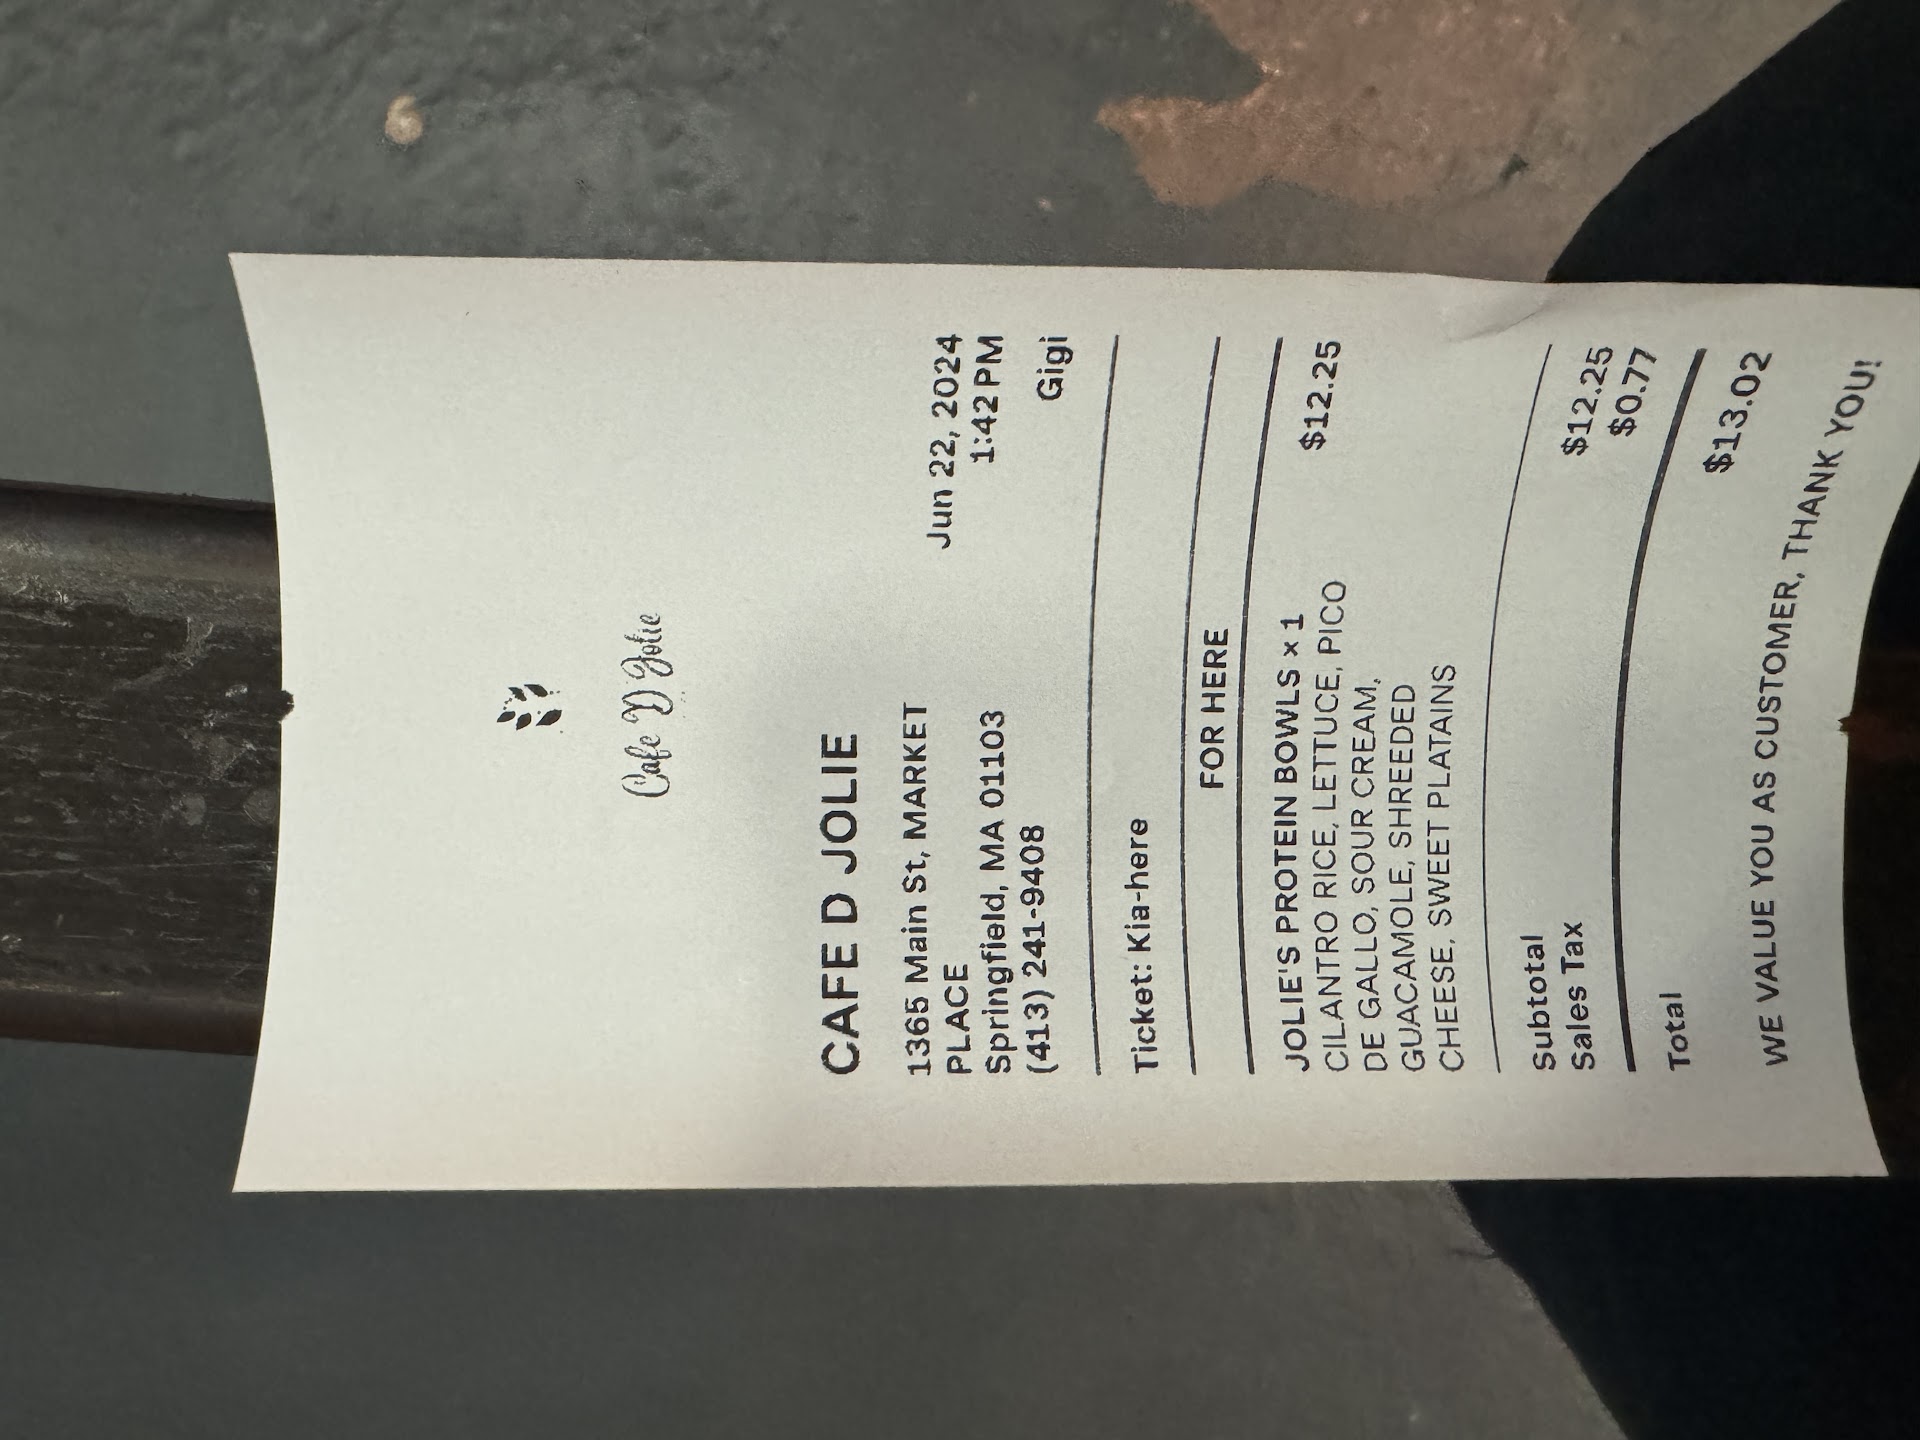 Cafe D Jolie
CAFE D JOLIE
1365 Main St, MARKET
PLACE
Springfield, MA 01103
(413) 241-9408
Jun 22, 2024
1:42 PM
Gigi
Ticket: Kia-here
FOR HERE
JOLIE'S PROTEIN BOWLS × 1 $12.25
CILANTRO RICE, LETTUCE, PICO
DE GALLO, SOUR CREAM,
GUACAMOLE, SHREEDED
CHEESE, SWEET PLATAINS
Subtotal $12.25
Sales Tax $0.77
Total $13.02
WE VALUE YOU AS CUSTOMER, THANK YOU!